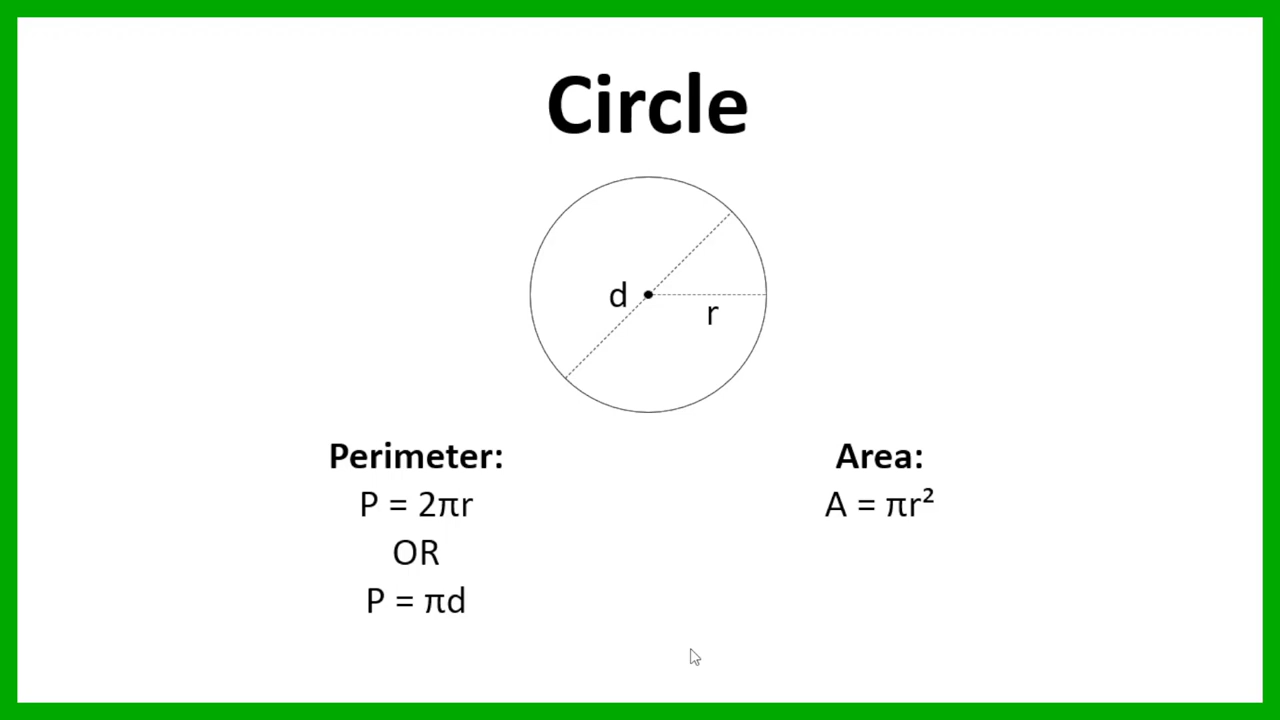 Circle
d
r
Perimeter:
P = 2πr
OR
P = πd
Area:
A = πr²